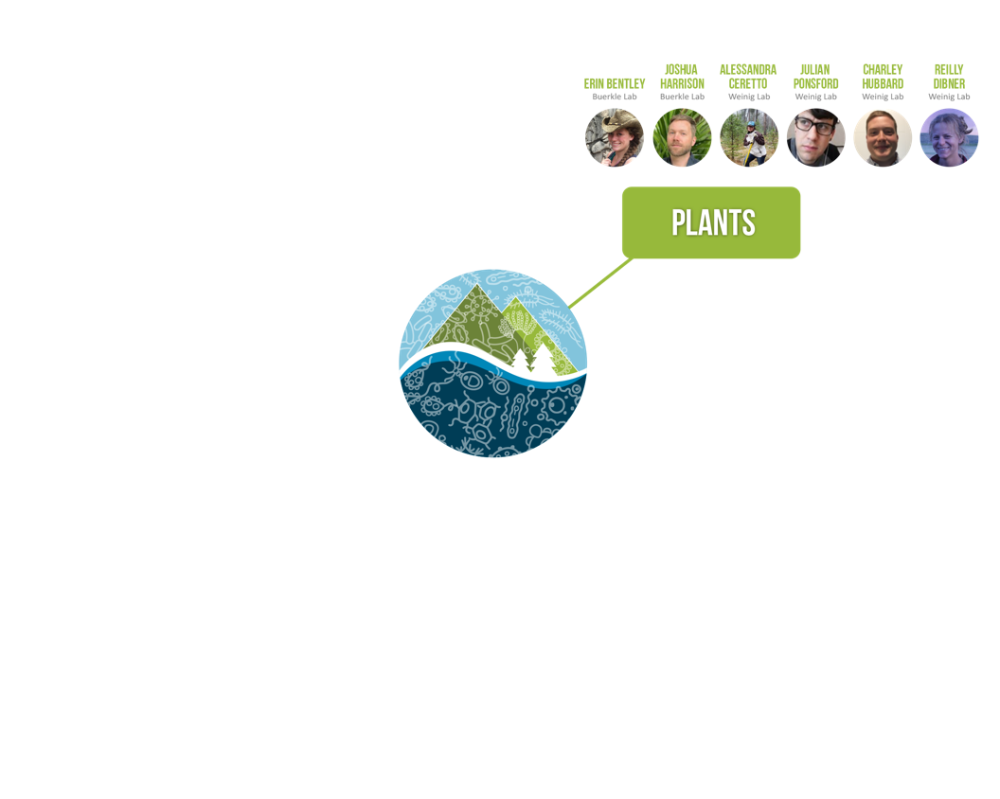 ERIN BENTLEY
Buerkle Lab
JOSHUA
HARRISON
Buerkle Lab
ALESSANDRA
CERETTO
Weinig Lab
JULIAN
PONSFORD
Weinig Lab
CHARLEY
HUBBARD
Weinig Lab
REILLY
DIBNER
Weinig Lab
PLANTS